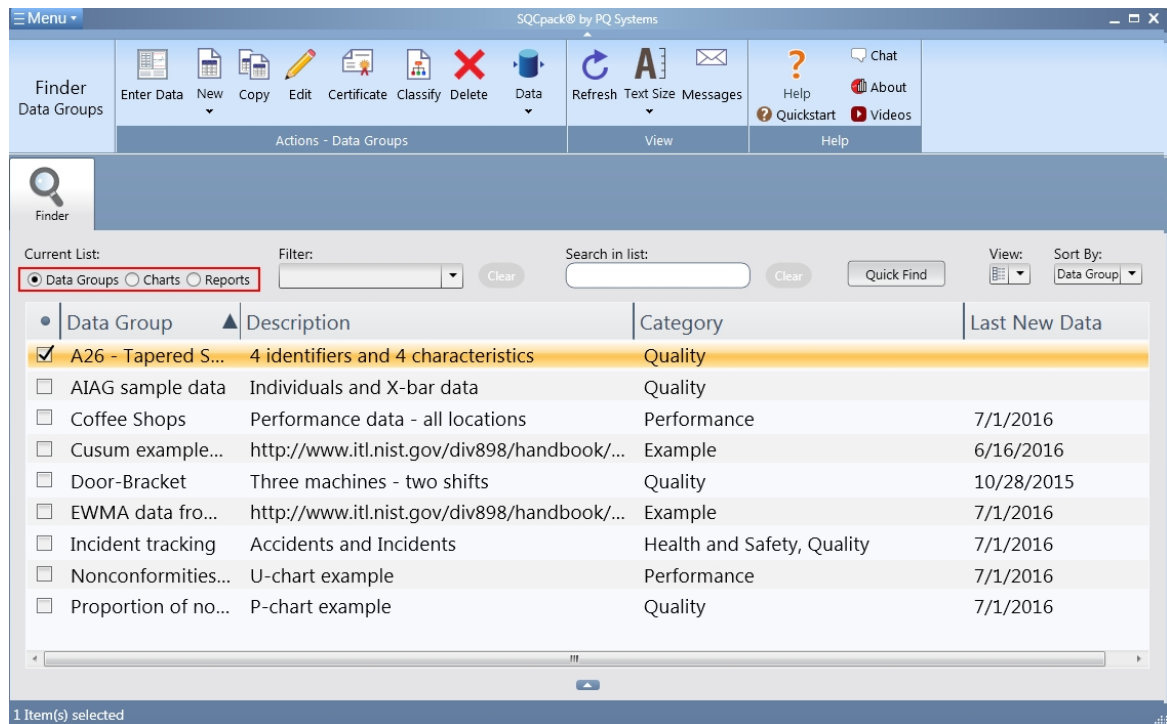 Menu
SQCpack® by PQ Systems
Finder
Data Groups
Enter Data New Copy Edit Certificate Classify Delete Data
Actions - Data Groups
Refresh Text Size Messages
View
Help
Quickstart
Chat
About
Videos
Help
Finder
Current List: Filter: Search in list: View: Sort By:
Data Groups Charts Reports Clear Clear Quick Find Data Group
Data Group Description Category Last New Data
A26 - Tapered S... 4 identifiers and 4 characteristics Quality
AIAG sample data Individuals and X-bar data Quality
Coffee Shops Performance data - all locations Performance 7/1/2016
Cusum example... http://www.itl.nist.gov/div898/handbook/... Example 6/16/2016
Door-Bracket Three machines - two shifts Quality 10/28/2015
EWMA data fro... http://www.itl.nist.gov/div898/handbook/... Example 7/1/2016
Incident tracking Accidents and Incidents Health and Safety, Quality 7/1/2016
Nonconformities... U-chart example Performance 7/1/2016
Proportion of no... P-chart example Quality 7/1/2016
1 Item(s) selected